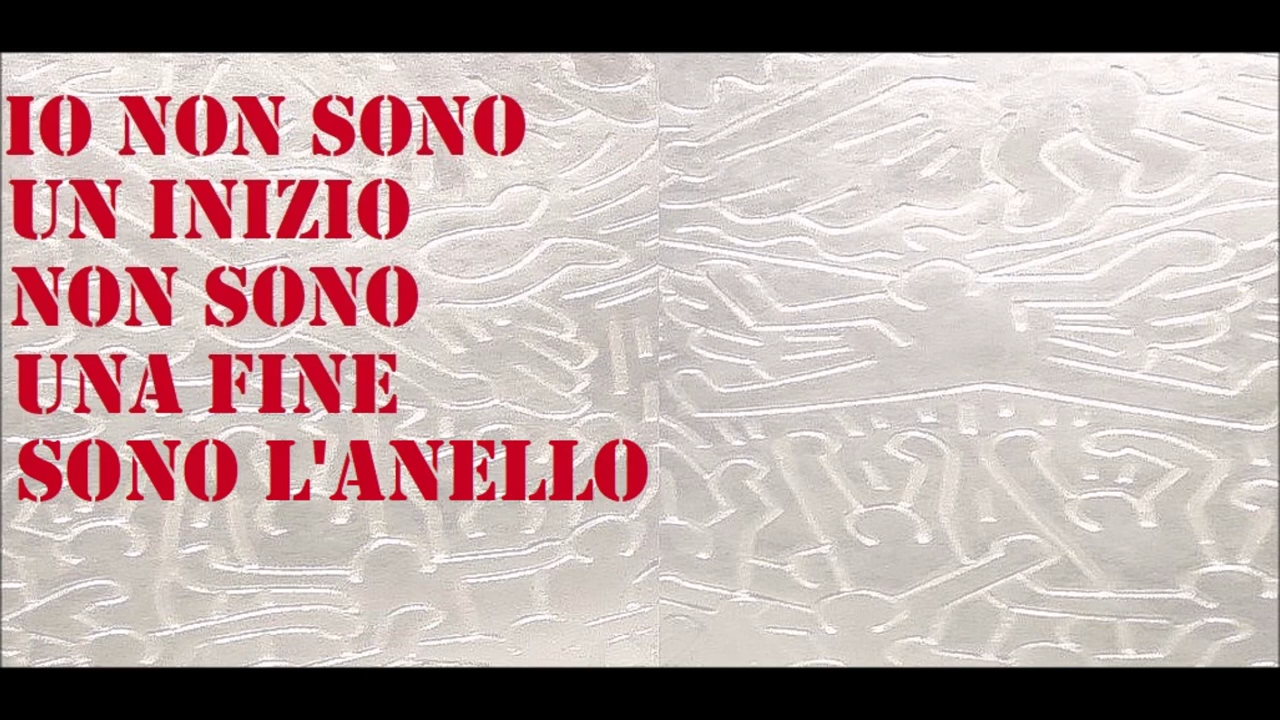 IO NON SONO
UN INIZIO
NON SONO
UNA FINE
SONO L'ANELLO